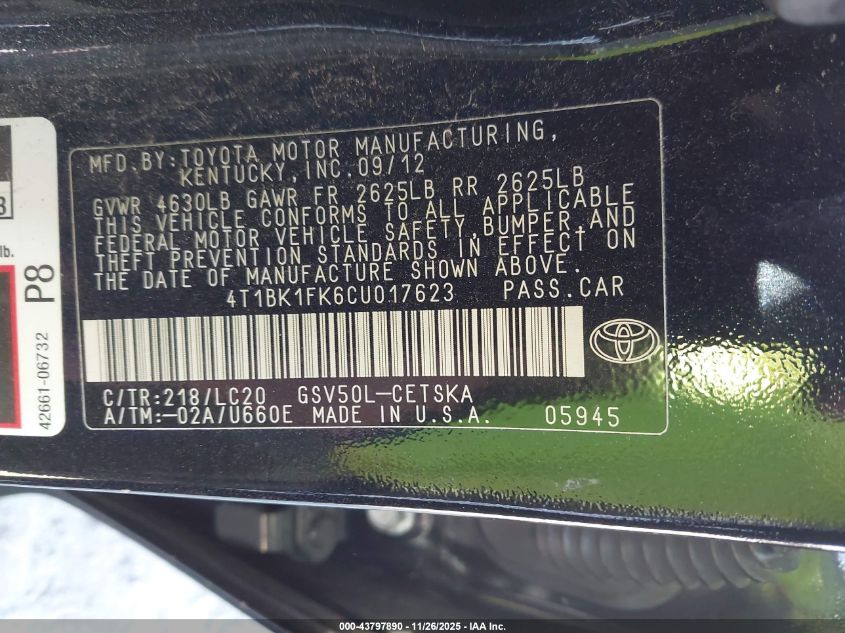 MFD.BY:TOYOTA MOTOR MANUFACTURING,
KENTUCKY, INC.09/12
GVWR 4630LB GAWR FR 2625LB RR 2625LB
THIS VEHICLE CONFORMS TO ALL APPLICABLE
FEDERAL MOTOR VEHICLE SAFETY,BUMPER,AND
THEFT PREVENTION STANDARDS IN EFFECT ON
THE DATE OF MANUFACTURE SHOWN ABOVE.
4T1BK1FK6CU017623 PASS.CAR
C/TR:218/LC20 GSV50L-CETSKA
A/TM:-02A/U660E MADE IN U.S.A. 05945
lb.
P8
42661-06732
000-43797890 - 11/26/2025 - IAA Inc.